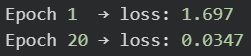 Epoch 1  → loss: 1.697
Epoch 20 → loss: 0.0347